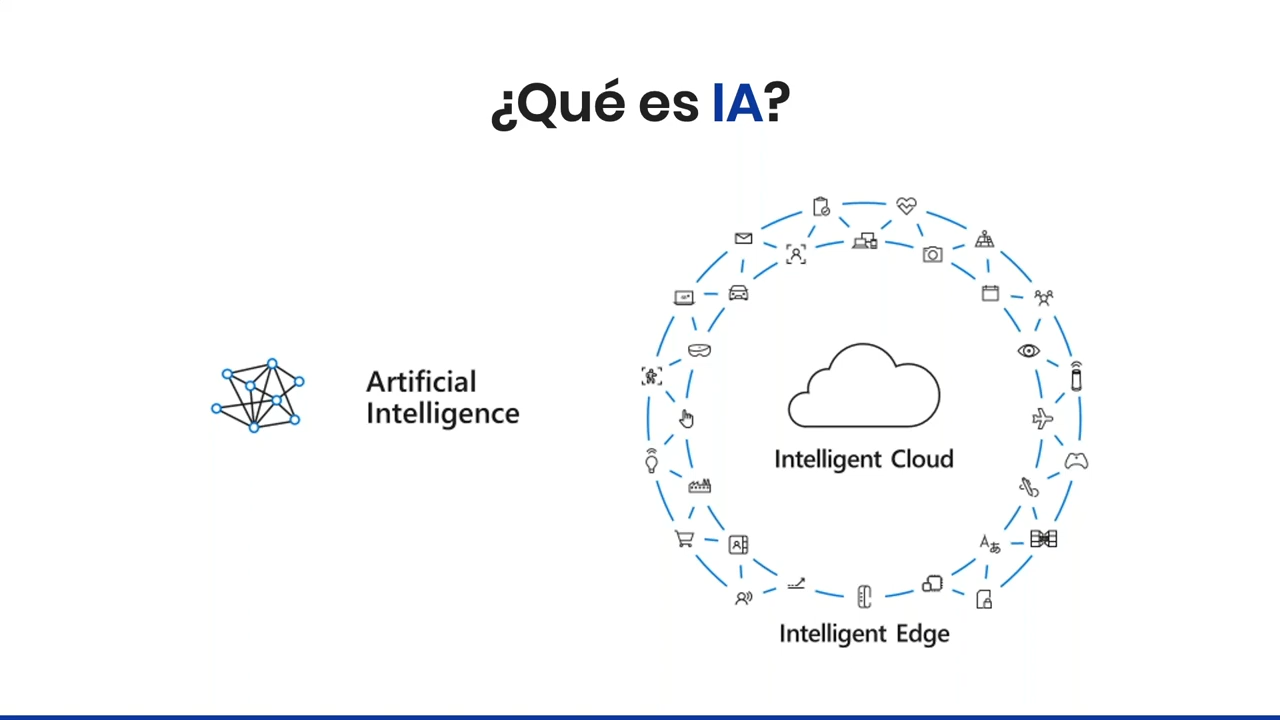 ¿Qué es IA?
Artificial
Intelligence
Intelligent Cloud
Intelligent Edge